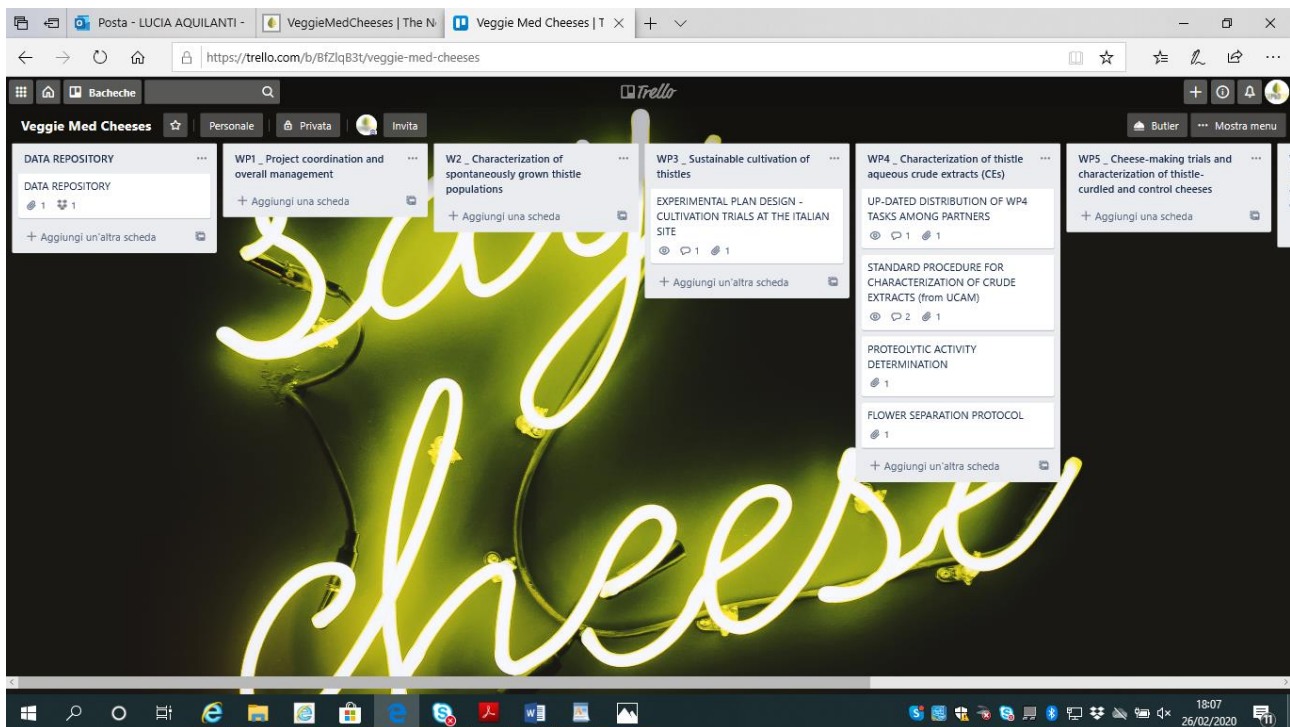 Posta - LUCIA AQUILANTI -
VeggieMedCheeses | The N
Veggie Med Cheeses | T
https://trello.com/b/BfZlqB3t/veggie-med-cheeses
Bacheche
Trello
Veggie Med Cheeses
Personale
Privata
Invita
Butler
Mostra menu
DATA REPOSITORY
DATA REPOSITORY
1 1
+ Aggiungi un'altra scheda
WP1 _ Project coordination and
overall management
+ Aggiungi una scheda
W2 _ Characterization of
spontaneously grown thistle
populations
+ Aggiungi una scheda
WP3 _ Sustainable cultivation of
thistles
EXPERIMENTAL PLAN DESIGN -
CULTIVATION TRIALS AT THE ITALIAN
SITE
1 1
+ Aggiungi un'altra scheda
WP4 _ Characterization of thistle
aqueous crude extracts (CEs)
UP-DATED DISTRIBUTION OF WP4
TASKS AMONG PARTNERS
1 1
STANDARD PROCEDURE FOR
CHARACTERIZATION OF CRUDE
EXTRACTS (from UCAM)
2 1
PROTEOLYTIC ACTIVITY
DETERMINATION
1
FLOWER SEPARATION PROTOCOL
1
+ Aggiungi un'altra scheda
WP5 _ Cheese-making trials and
characterization of thistle-
curdled and control cheeses
+ Aggiungi una scheda
say
cheese
18:07
26/02/2020
11